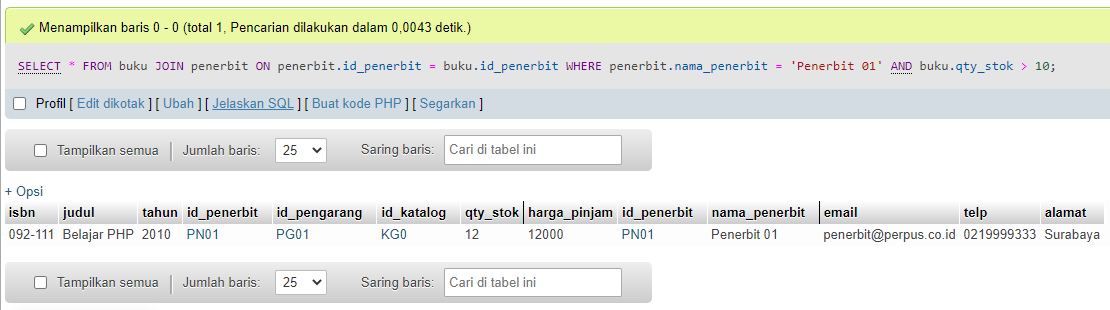 Menampilkan baris 0 - 0 (total 1, Pencarian dilakukan dalam 0,0043 detik.)
SELECT * FROM buku JOIN penerbit ON penerbit.id_penerbit = buku.id_penerbit WHERE penerbit.nama_penerbit = 'Penerbit 01' AND buku.qty_stok > 10;
Profil [ Edit dikotak ] [ Ubah ] [ Jelaskan SQL ] [ Buat kode PHP ] [ Segarkan ]
Tampilkan semua | Jumlah baris: 25 Saring baris: Cari di tabel ini
+ Opsi
isbn judul tahun id_penerbit id_pengarang id_katalog qty_stok harga_pinjam id_penerbit nama_penerbit email telp alamat
092-111 Belajar PHP 2010 PN01 PG01 KG0 12 12000 PN01 Penerbit 01 penerbit@perpus.co.id 0219999333 Surabaya
Tampilkan semua | Jumlah baris: 25 Saring baris: Cari di tabel ini